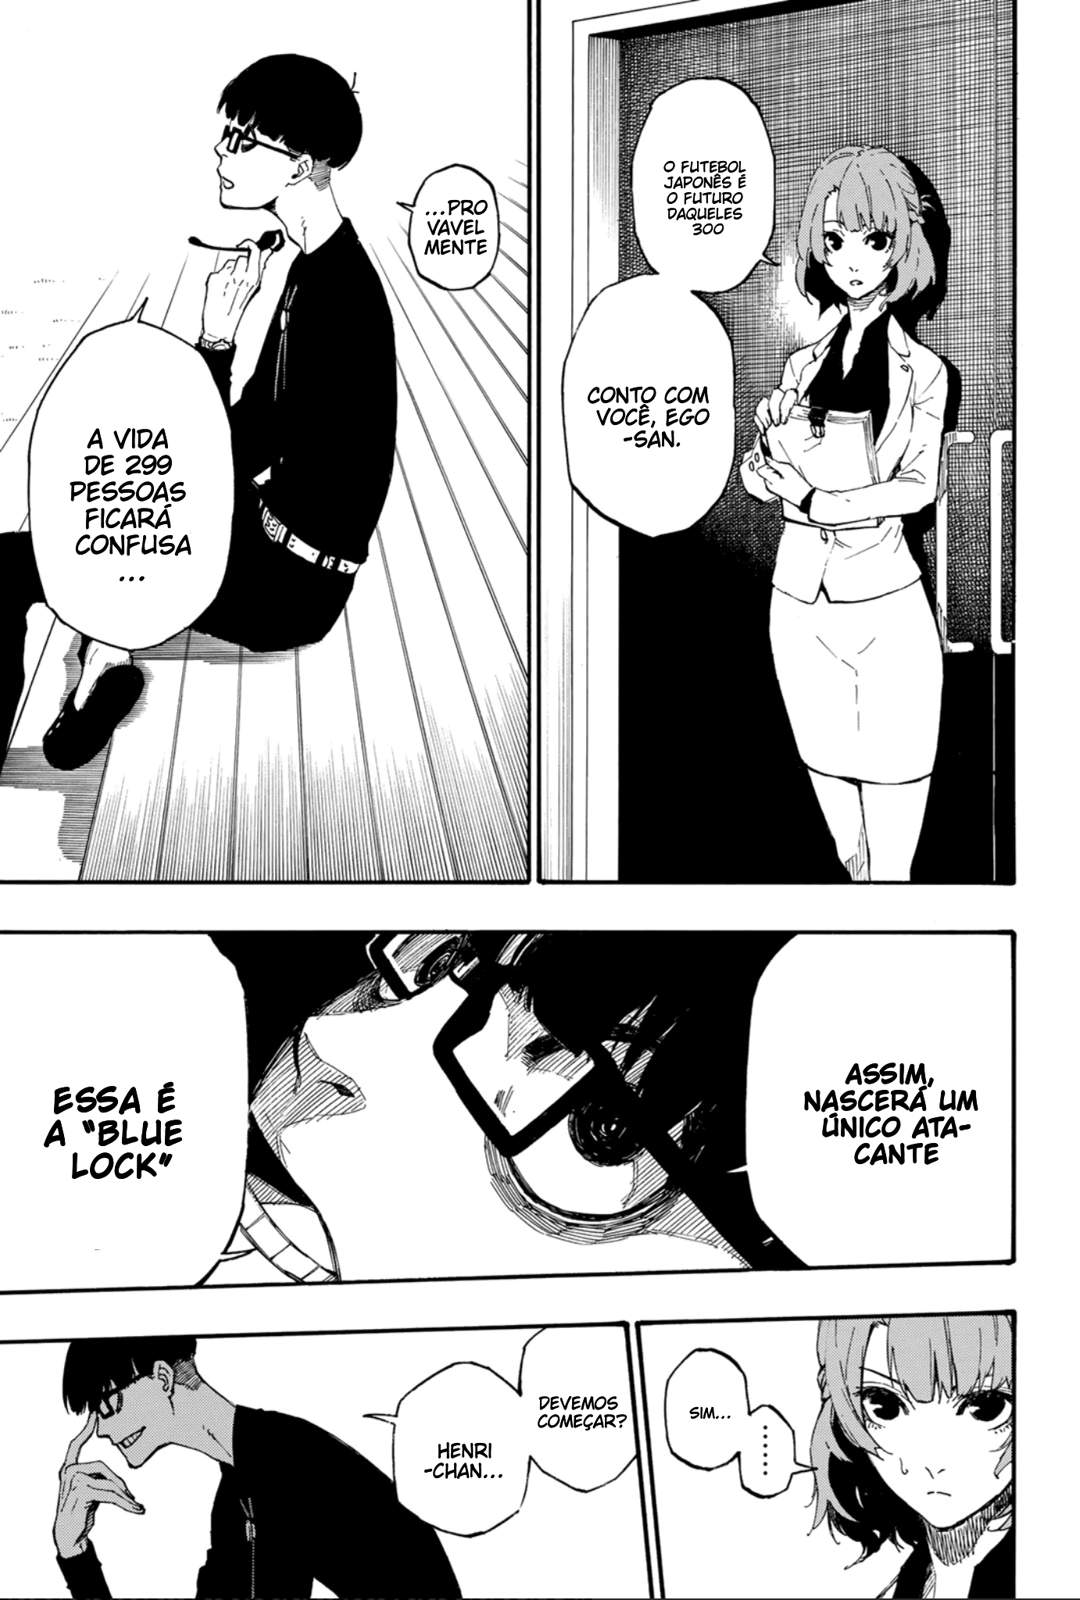 O FUTEBOL
JAPONÊS É
O FUTURO
DAQUELES
300
CONTO COM
VOCÊ, EGO
-SAN.
...PRO
VAVEL
MENTE
A VIDA
DE 299
PESSOAS
FICARÁ
CONFUSA
...
ASSIM,
NASCERÁ UM
ÚNICO ATA-
CANTE
ESSA É
A "BLUE
LOCK"
SIM...
......
DEVEMOS
COMEÇAR?
HENRI
-CHAN...